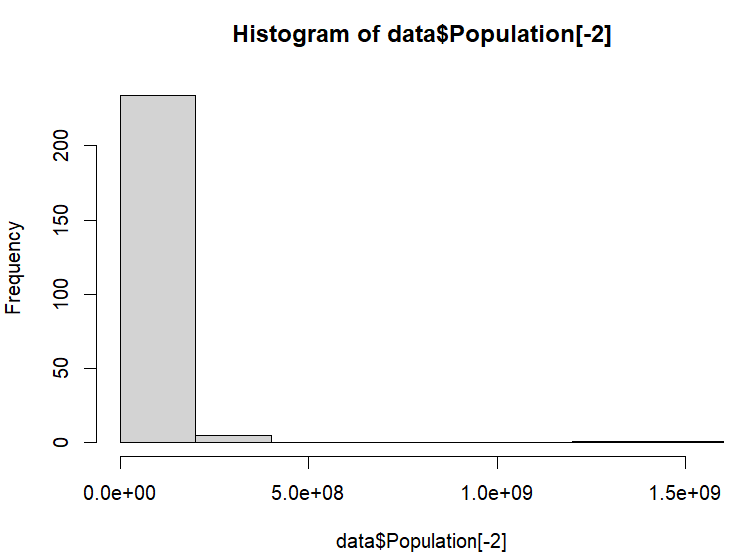 Histogram of data$Population[-2]
Frequency
200
150
100
50
0
0.0e+00 5.0e+08 1.0e+09 1.5e+09
data$Population[-2]